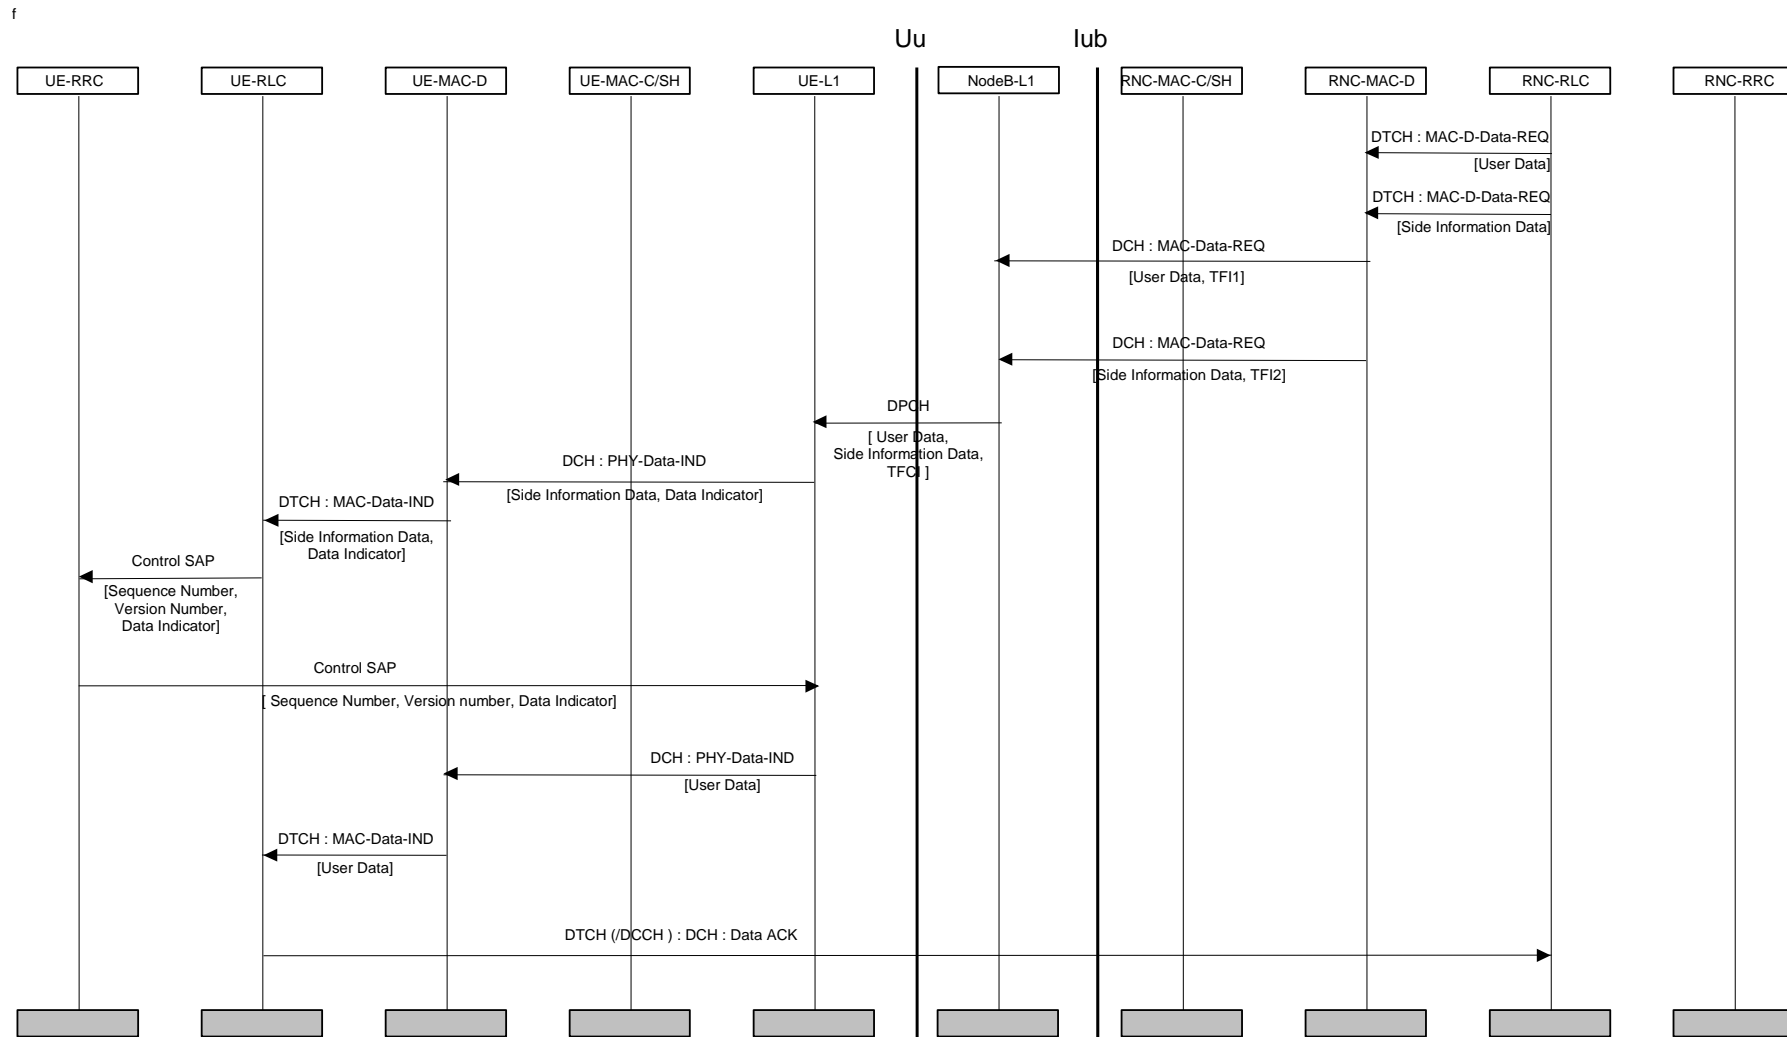 f
Uu
Iub
UE-RRC
UE-RLC
UE-MAC-D
UE-MAC-C/SH
UE-L1
NodeB-L1
RNC-MAC-C/SH
RNC-MAC-D
RNC-RLC
RNC-RRC
DTCH : MAC-D-Data-REQ
[User Data]
DTCH : MAC-D-Data-REQ
[Side Information Data]
DCH : MAC-Data-REQ
[User Data, TFI1]
DCH : MAC-Data-REQ
[Side Information Data, TFI2]
DPCH
[ User Data,
Side Information Data,
TFCI ]
DCH : PHY-Data-IND
[Side Information Data, Data Indicator]
DTCH : MAC-Data-IND
[Side Information Data,
Data Indicator]
Control SAP
[Sequence Number,
Version Number,
Data Indicator]
Control SAP
[ Sequence Number, Version number, Data Indicator]
DCH : PHY-Data-IND
[User Data]
DTCH : MAC-Data-IND
[User Data]
DTCH (/DCCH ) : DCH : Data ACK